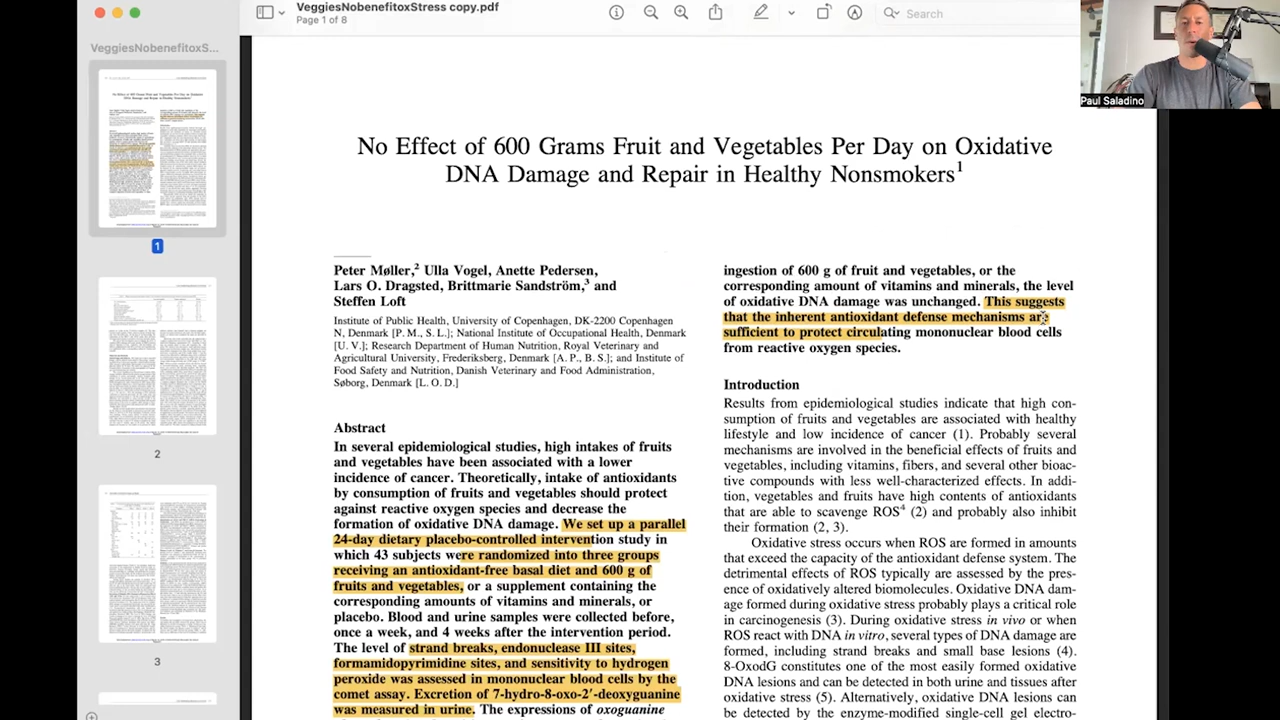 VeggiesNobenefitoxStress copy.pdf
Page 1 of 8
Search
VeggiesNobenefitoxS...
1
2
3
Paul Saladino
No Effect of 600 Grams Fruit and Vegetables Per Day on Oxidative
DNA Damage and Repair in Healthy Nonsmokers1
Peter Møller,2 Ulla Vogel, Anette Pedersen,
Lars O. Dragsted, Brittmarie Sandström,3 and
Steffen Loft
Institute of Public Health, University of Copenhagen, DK-2200 Copenhagen
N, Denmark [P. M., S. L.]; National Institute of Occupational Health, Denmark
[U. V.]; Research Department of Human Nutrition, Royal Veterinary and
Agricultural University, Frederiksberg, Denmark [A. P., B. S.]; and Institute of
Food Safety and Nutrition, Danish Veterinary and Food Administration,
Søborg, Denmark [L. O. D.]
Abstract
In several epidemiological studies, high intakes of fruits
and vegetables have been associated with a lower
incidence of cancer. Theoretically, intake of antioxidants
by consumption of fruits and vegetables should protect
against reactive oxygen species and decrease the
formation of oxidative DNA damage. We set up a parallel
24-day dietary placebo-controlled intervention study in
which 43 subjects were randomized into three groups
receiving an antioxidant-free basal diet and 600 g of
fruits and vegetables, or a supplement containing the
corresponding amounts of vitamins and minerals, or
placebo. Blood and urine samples were collected before,
once a week, and 4 weeks after the intervention period.
The level of strand breaks, endonuclease III sites,
formamidopyrimidine sites, and sensitivity to hydrogen
peroxide was assessed in mononuclear blood cells by the
comet assay. Excretion of 7-hydro-8-oxo-2′-deoxyguanine
was measured in urine. The expressions of oxoguanine
ingestion of 600 g of fruit and vegetables, or the
corresponding amount of vitamins and minerals, the level
of oxidative DNA damage was unchanged. This suggests
that the inherent antioxidant defense mechanisms are
sufficient to protect circulating mononuclear blood cells
from reactive oxygen species.
Introduction
Results from epidemiological studies indicate that high con-
sumption of fruits and vegetables are associated with healthy
lifestyle and low incidence of cancer (1). Probably several
mechanisms are involved in the beneficial effects of fruits and
vegetables, including vitamins, fibers, and several other bioac-
tive compounds with less well-characterized effects. In addi-
tion, vegetables and fruits have high contents of antioxidants
that are able to scavenge ROS4 (2) and probably also inhibit
their formation (2, 3).
Oxidative stress occurs when ROS are formed in amounts
that exceed the capacity of the antioxidant defense system. The
detrimental effects of ROS typically are assessed by the pres-
ence of oxidatively altered biomolecules. Oxidative DNA dam-
age formed during oxidative stress probably plays a critical role
in carcinogenesis (3). During oxidative stress in vivo or when
ROS react with DNA in vitro, several types of DNA damage are
formed, including strand breaks and small base lesions (4).
8-OxodG constitutes one of the most easily formed oxidative
DNA lesions and can be detected in both urine and tissues after
oxidative stress (5). Alternatively, oxidative DNA lesions can
be detected by the enzyme-modified single-cell gel electro-